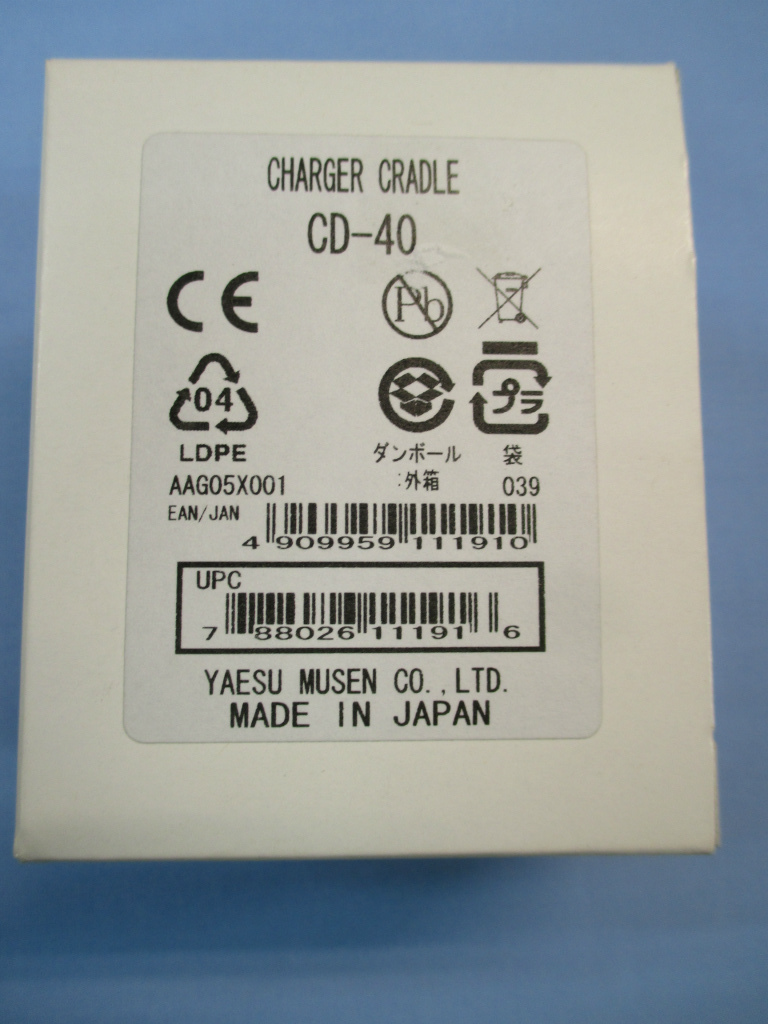 CHARGER CRADLE
CD-40
CE
Pb
04
プラ
LDPE
ダンボール
:外箱
袋
AAG05X001
039
EAN/JAN
4 909959 111910
UPC
7 88026 11191 6
YAESU MUSEN CO.,LTD.
MADE IN JAPAN